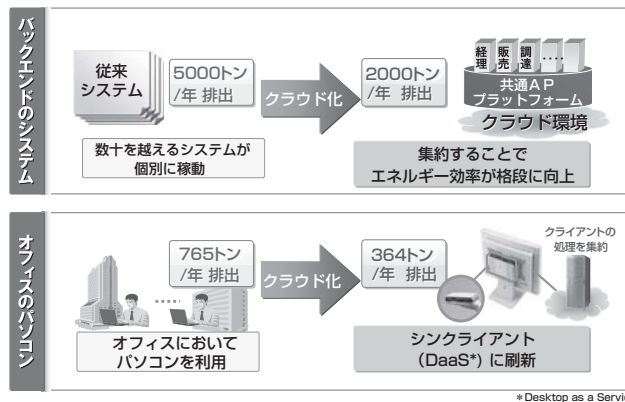 バックエンドのシステム
従来
システム
5000トン
/年 排出
クラウド化
2000トン
/年 排出
経理
販売
調達
‥‥
共通AP
プラットフォーム
クラウド環境
数十を越えるシステムが
個別に稼動
集約することで
エネルギー効率が格段に向上
オフィスのパソコン
765トン
/年 排出
クラウド化
364トン
/年 排出
クライアントの
処理を集約
オフィスにおいて
パソコンを利用
シンクライアント
(DaaS*) に刷新
*Desktop as a Servi